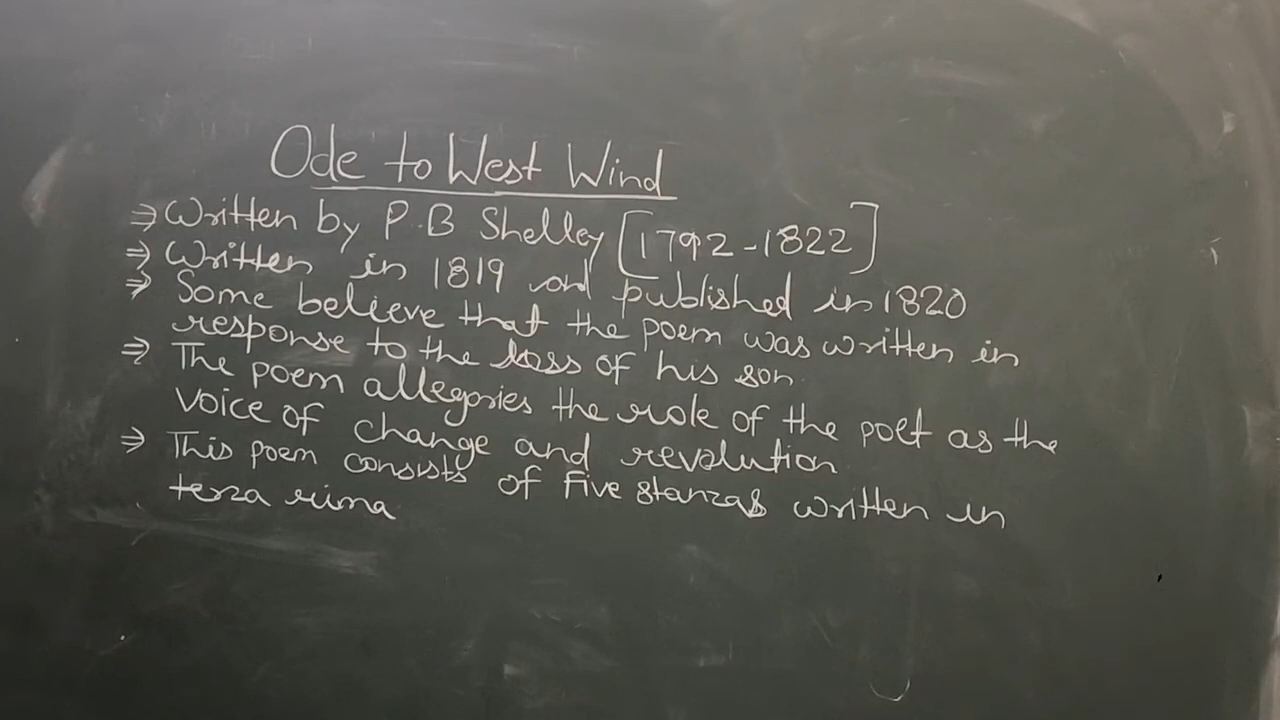 Ode to West Wind
⇒ Written by P.B Shelley [1792-1822]
⇒ Written in 1819 and published in 1820
⇒ Some believe that the poem was written in
response to the loss of his son.
⇒ The poem allegories the role of the poet as the
voice of change and revolution
⇒ This poem consists of Five stanzas written in
terza rima